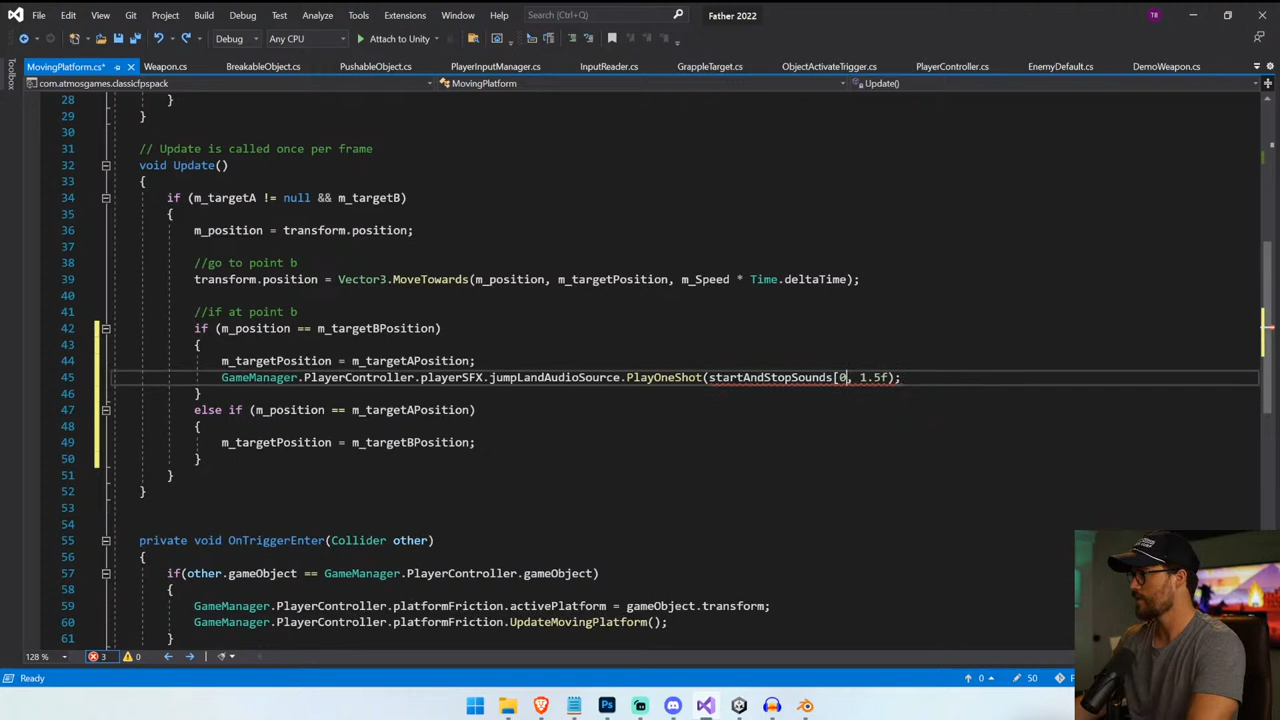 File Edit View Git Project Build Debug Test Analyze Tools Extensions Window Help Search (Ctrl+Q) Father 2022 TB
Debug Any CPU Attach to Unity
MovingPlatform.cs* Weapon.cs BreakableObject.cs PushableObject.cs PlayerInputManager.cs InputReader.cs GrappleTarget.cs ObjectActivateTrigger.cs PlayerController.cs EnemyDefault.cs DemoWeapon.cs
Toolbox
com.atmosgames.classicfpspack MovingPlatform Update()
28 }
29 }
30
31 // Update is called once per frame
32 void Update()
33 {
34 if (m_targetA != null && m_targetB)
35 {
36 m_position = transform.position;
37
38 //go to point b
39 transform.position = Vector3.MoveTowards(m_position, m_targetPosition, m_Speed * Time.deltaTime);
40
41 //if at point b
42 if (m_position == m_targetBPosition)
43 {
44 m_targetPosition = m_targetAPosition;
45 GameManager.PlayerController.playerSFX.jumpLandAudioSource.PlayOneShot(startAndStopSounds[0, 1.5f);
46 }
47 else if (m_position == m_targetAPosition)
48 {
49 m_targetPosition = m_targetBPosition;
50 }
51 }
52 }
53
54
55 private void OnTriggerEnter(Collider other)
56 {
57 if(other.gameObject == GameManager.PlayerController.gameObject)
58 {
59 GameManager.PlayerController.platformFriction.activePlatform = gameObject.transform;
60 GameManager.PlayerController.platformFriction.UpdateMovingPlatform();
61 }
128 % 3 0
Ready 0 50